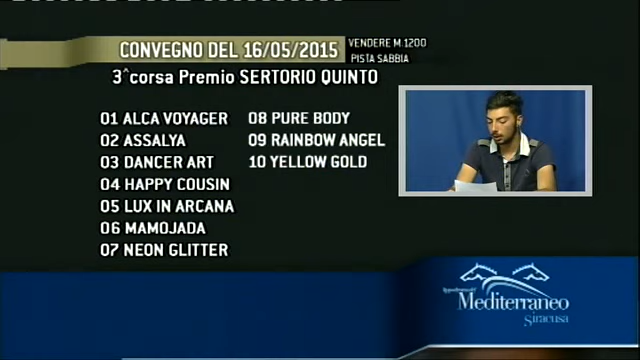 CONVEGNO DEL 16/05/2015
VENDERE M.1200
PISTA SABBIA
3^corsa Premio SERTORIO QUINTO
01 ALCA VOYAGER
02 ASSALYA
03 DANCER ART
04 HAPPY COUSIN
05 LUX IN ARCANA
06 MAMOJADA
07 NEON GLITTER
08 PURE BODY
09 RAINBOW ANGEL
10 YELLOW GOLD
Ippodromo del
Mediterraneo
Siracusa